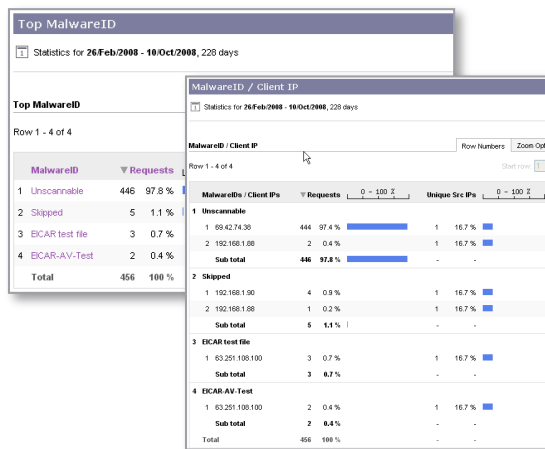 Top MalwareID
1 Statistics for 26/Feb/2008 - 10/Oct/2008, 228 days
Top MalwareID
Row 1 - 4 of 4
MalwareID ▼ Requests
1 Unscannable 446 97.8 %
2 Skipped 5 1.1 %
3 EICAR test file 3 0.7 %
4 EICAR-AV-Test 2 0.4 %
Total 456 100 %
MalwareID / Client IP
1 Statistics for 26/Feb/2008 - 10/Oct/2008, 228 days
MalwareID / Client IP Row Numbers Zoom Opt
Row 1 - 4 of 4 Start row: 1
MalwareIDs / Client IPs ▼ Requests 0 - 100 % Unique Src IPs 0 - 100 %
1 Unscannable
1 69.42.74.38 444 97.4 % 1 16.7 %
2 192.168.1.88 2 0.4 % 1 16.7 %
Sub total 446 97.8 % - -
2 Skipped
1 192.168.1.90 4 0.9 % 1 16.7 %
2 192.168.1.88 1 0.2 % 1 16.7 %
Sub total 5 1.1 % - -
3 EICAR test file
1 63.251.108.100 3 0.7 % 1 16.7 %
Sub total 3 0.7 % - -
4 EICAR-AV-Test
1 63.251.108.100 2 0.4 % 1 16.7 %
Sub total 2 0.4 % - -
Total 456 100 % - -